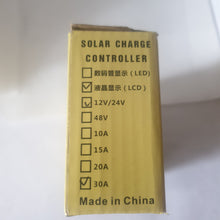 SOLAR CHARGE
CONTROLLER
数码管显示 (LED)
液晶显示 (LCD)
12V/24V
48V
10A
15A
20A
30A
Made in China